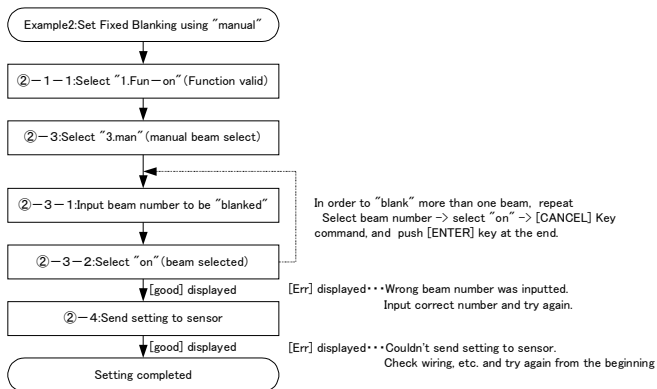 Example2:Set Fixed Blanking using "manual"
②－1－1:Select "1.Fun－on"(Function valid)
②－3:Select "3.man"(manual beam select)
②－3－1:Input beam number to be "blanked"
In order to "blank" more than one beam, repeat
Select beam number -> select "on" -> [CANCEL] Key
command, and push [ENTER] key at the end.
②－3－2:Select "on"(beam selected)
[good] displayed
[Err] displayed･･･Wrong beam number was inputted.
Input correct number and try again.
②－4:Send setting to sensor
[good] displayed
[Err] displayed･･･Couldn't send setting to sensor.
Check wiring, etc. and try again from the beginning
Setting completed